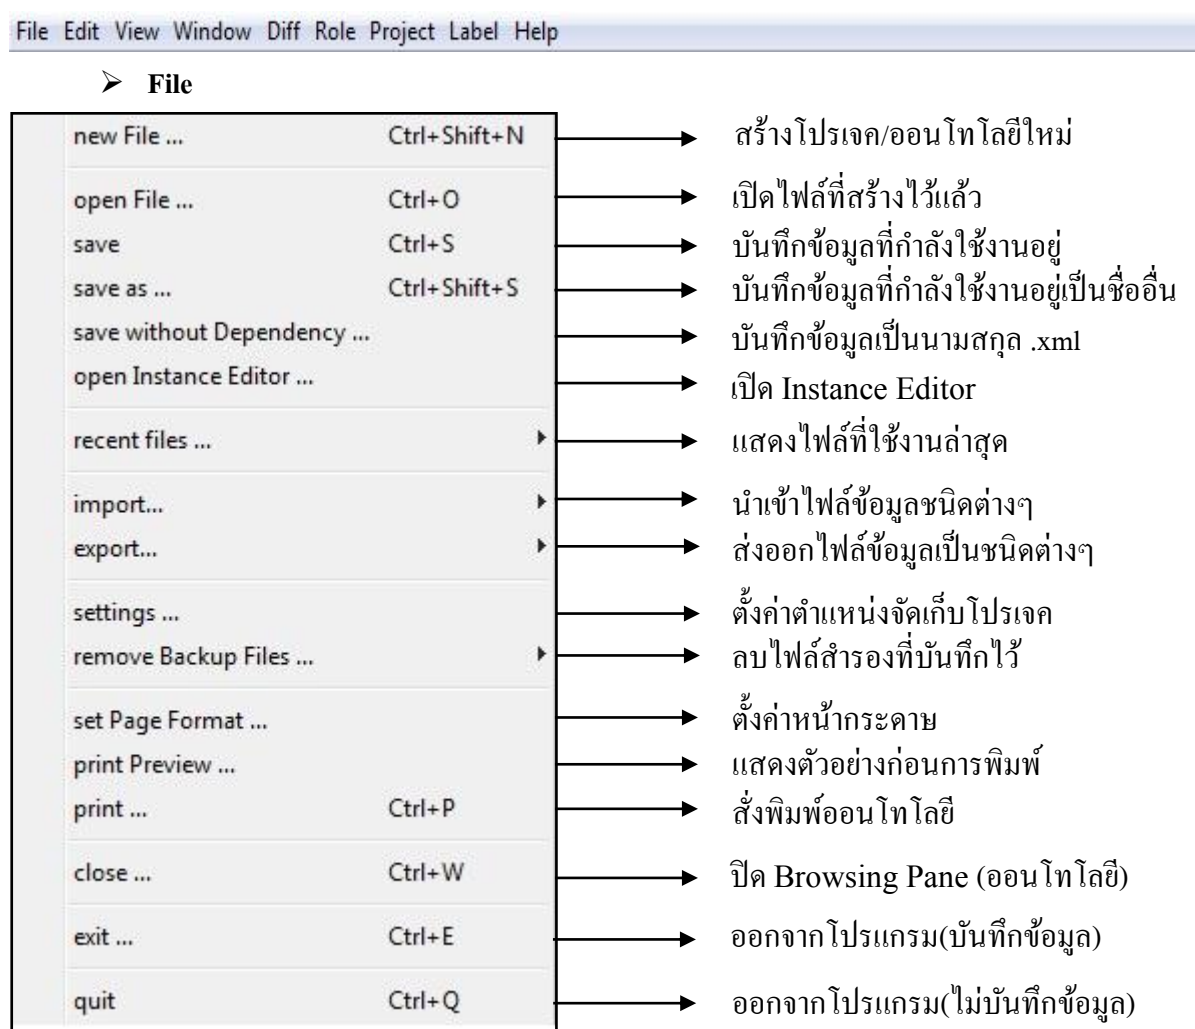 File Edit View Window Diff Role Project Label Help
➢ File
new File ... Ctrl+Shift+N สร้างโปรเจค/ออนโทโลยีใหม่
open File ... Ctrl+O เปิดไฟล์ที่สร้างไว้แล้ว
save Ctrl+S บันทึกข้อมูลที่กำลังใช้งานอยู่
save as ... Ctrl+Shift+S บันทึกข้อมูลที่กำลังใช้งานอยู่เป็นชื่ออื่น
save without Dependency ... บันทึกข้อมูลเป็นนามสกุล .xml
open Instance Editor ... เปิด Instance Editor
recent files ... แสดงไฟล์ที่ใช้งานล่าสุด
import... นำเข้าไฟล์ข้อมูลชนิดต่างๆ
export... ส่งออกไฟล์ข้อมูลเป็นชนิดต่างๆ
settings ... ตั้งค่าตำแหน่งจัดเก็บโปรเจค
remove Backup Files ... ลบไฟล์สำรองที่บันทึกไว้
set Page Format ... ตั้งค่าหน้ากระดาษ
print Preview ... แสดงตัวอย่างก่อนการพิมพ์
print ... Ctrl+P สั่งพิมพ์ออนโทโลยี
close ... Ctrl+W ปิด Browsing Pane (ออนโทโลยี)
exit ... Ctrl+E ออกจากโปรแกรม(บันทึกข้อมูล)
quit Ctrl+Q ออกจากโปรแกรม(ไม่บันทึกข้อมูล)